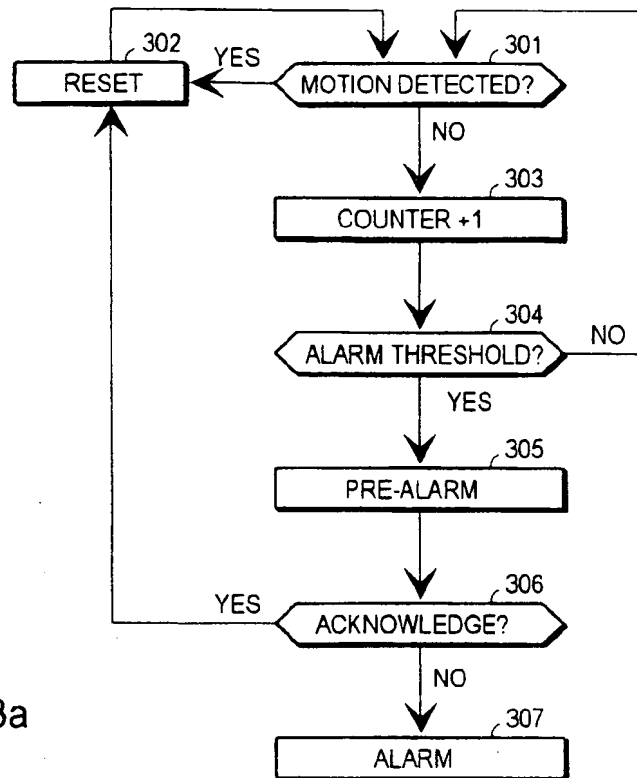 302
301
YES
RESET
MOTION DETECTED?
NO
303
COUNTER +1
304
ALARM THRESHOLD?
NO
YES
305
PRE-ALARM
306
YES
ACKNOWLEDGE?
NO
3a
307
ALARM